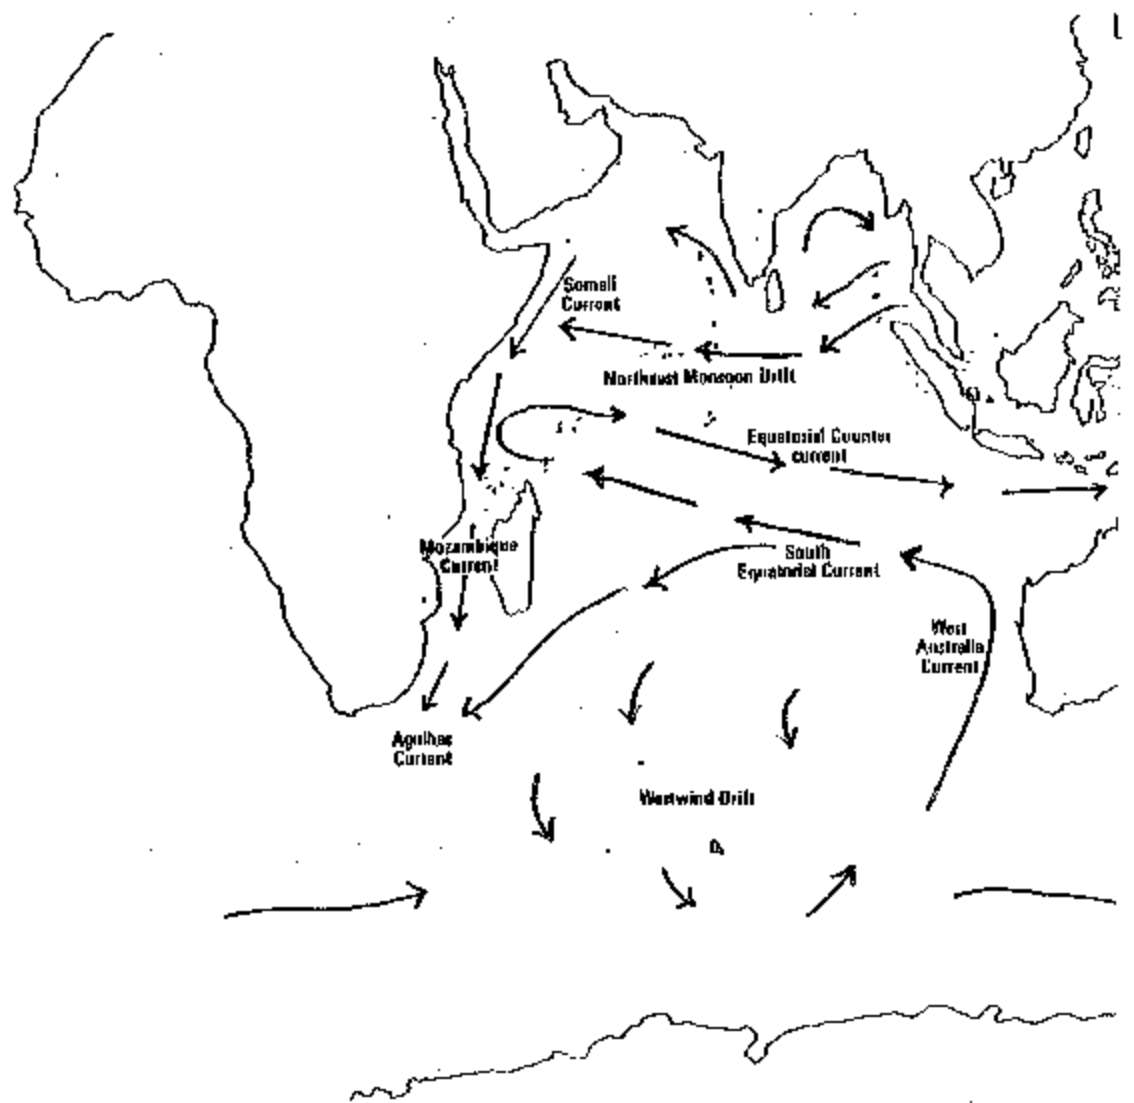 Somali
Current
Northeast Monsoon Drift
Equatorial Counter
current
South
Equatorial Current
Mozambique
Current
West
Australia
Current
Agulhas
Current
Westwind Drift